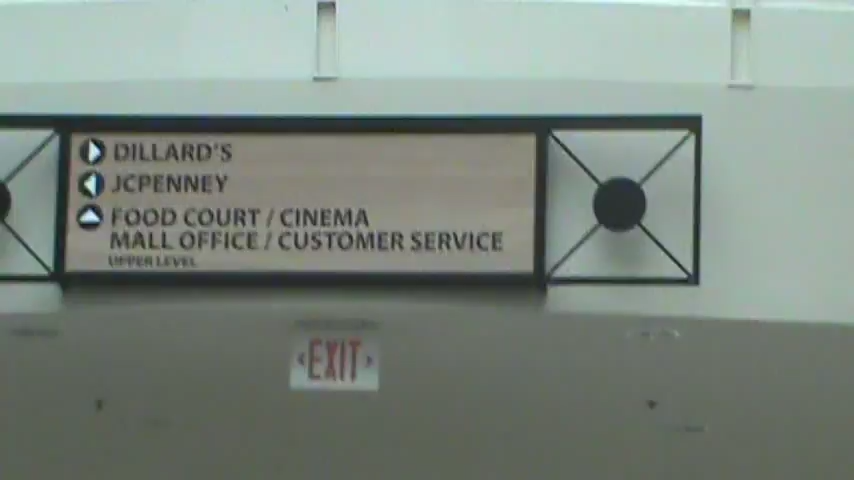 DILLARD'S
JCPENNEY
FOOD COURT / CINEMA
MALL OFFICE / CUSTOMER SERVICE
UPPER LEVEL
EXIT